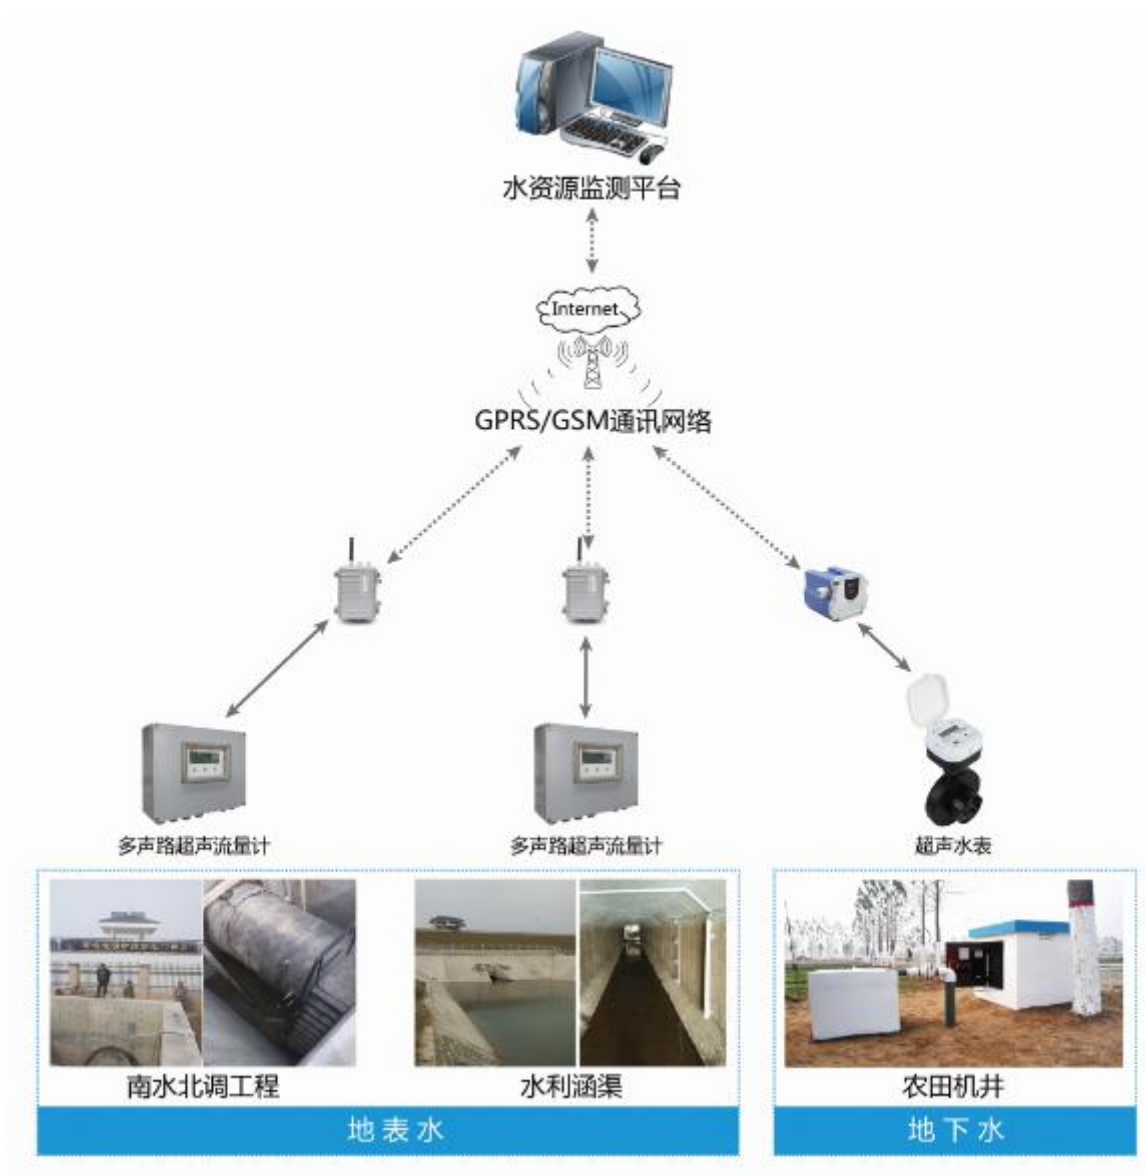 水资源监测平台
Internet
GPRS/GSM通讯网络
多声路超声流量计
多声路超声流量计
超声水表
南水北调工程
水利涵渠
农田机井
地表水
地下水